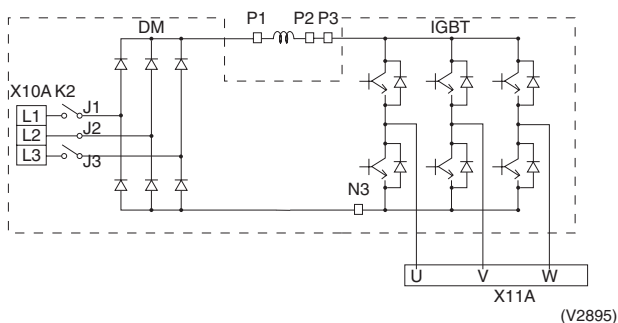 DM P1 P2 P3 IGBT
X10A K2
L1 J1
L2 J2
L3 J3
N3
U V W
X11A
(V2895)